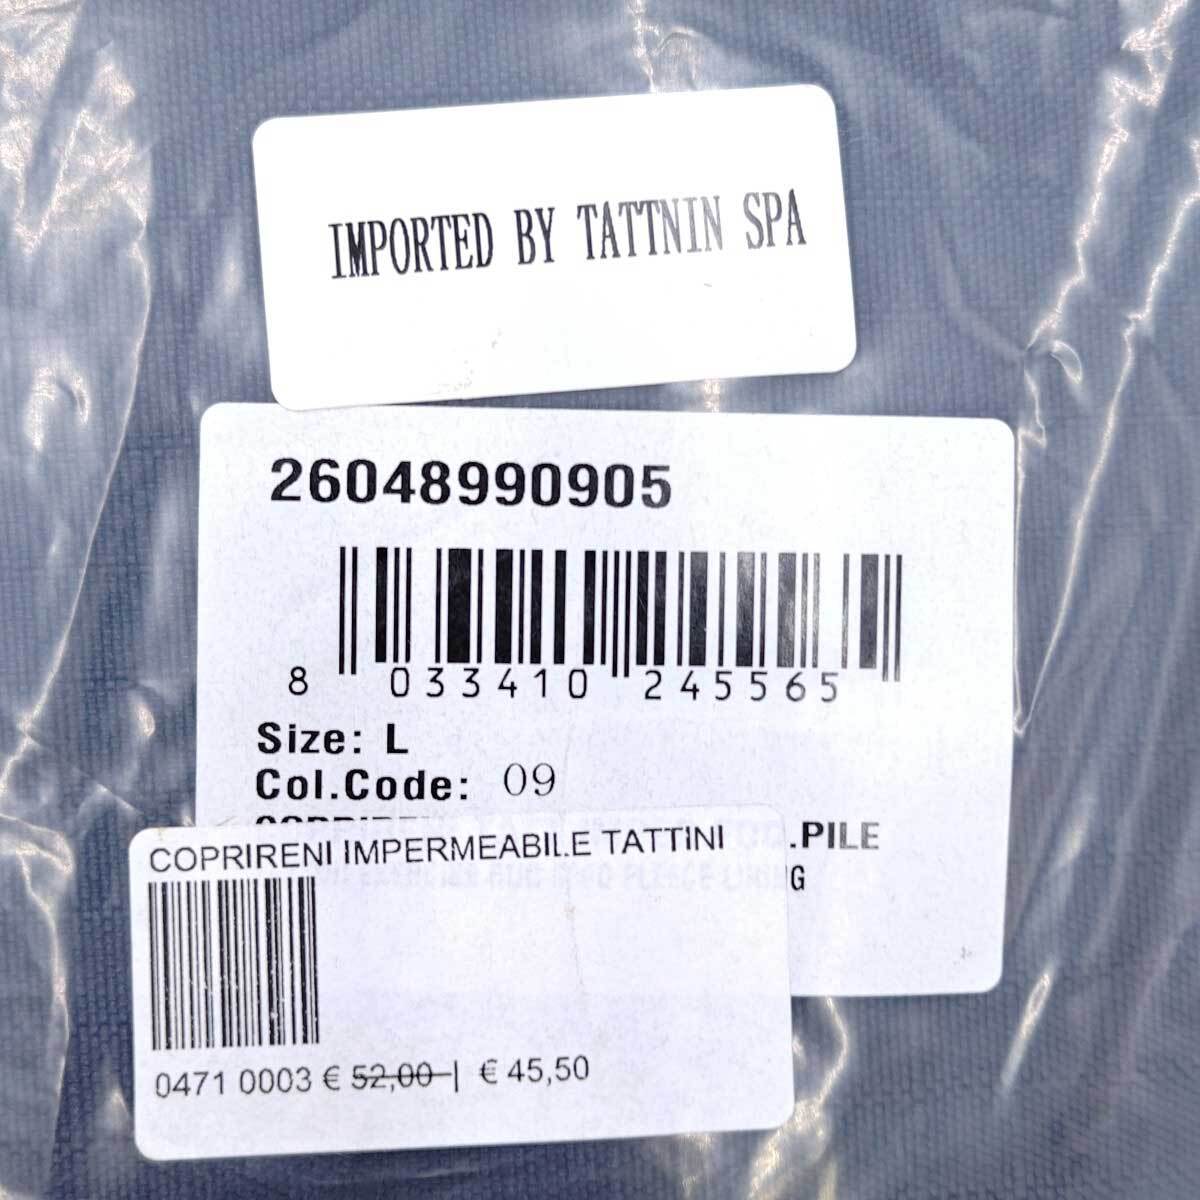 IMPORTED BY TATTNIN SPA
26048990905
8 033410 245565
Size: L
Col.Code: 09
.PILE
G
COPRIRENI IMPERMEABILE TATTINI
0471 0003 € 52,00 | € 45,50